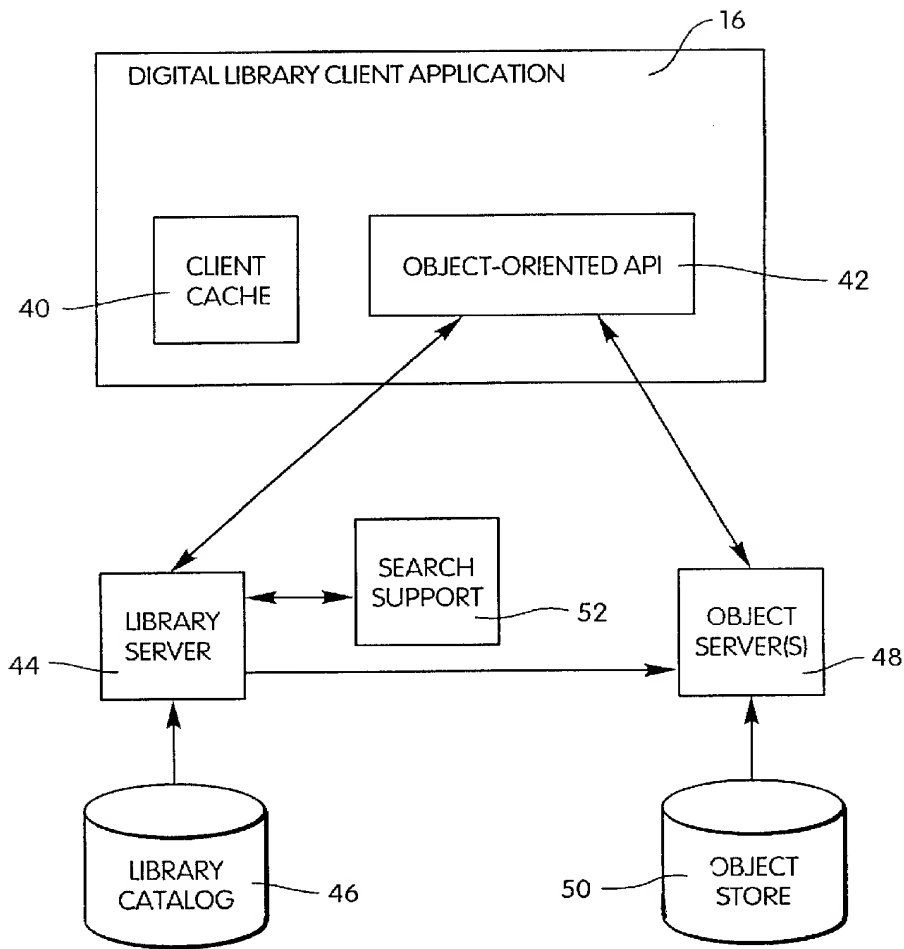 16
DIGITAL LIBRARY CLIENT APPLICATION
CLIENT
CACHE
40
OBJECT-ORIENTED API
42
SEARCH
SUPPORT
52
LIBRARY
SERVER
44
OBJECT
SERVER(S)
48
LIBRARY
CATALOG
46
OBJECT
STORE
50